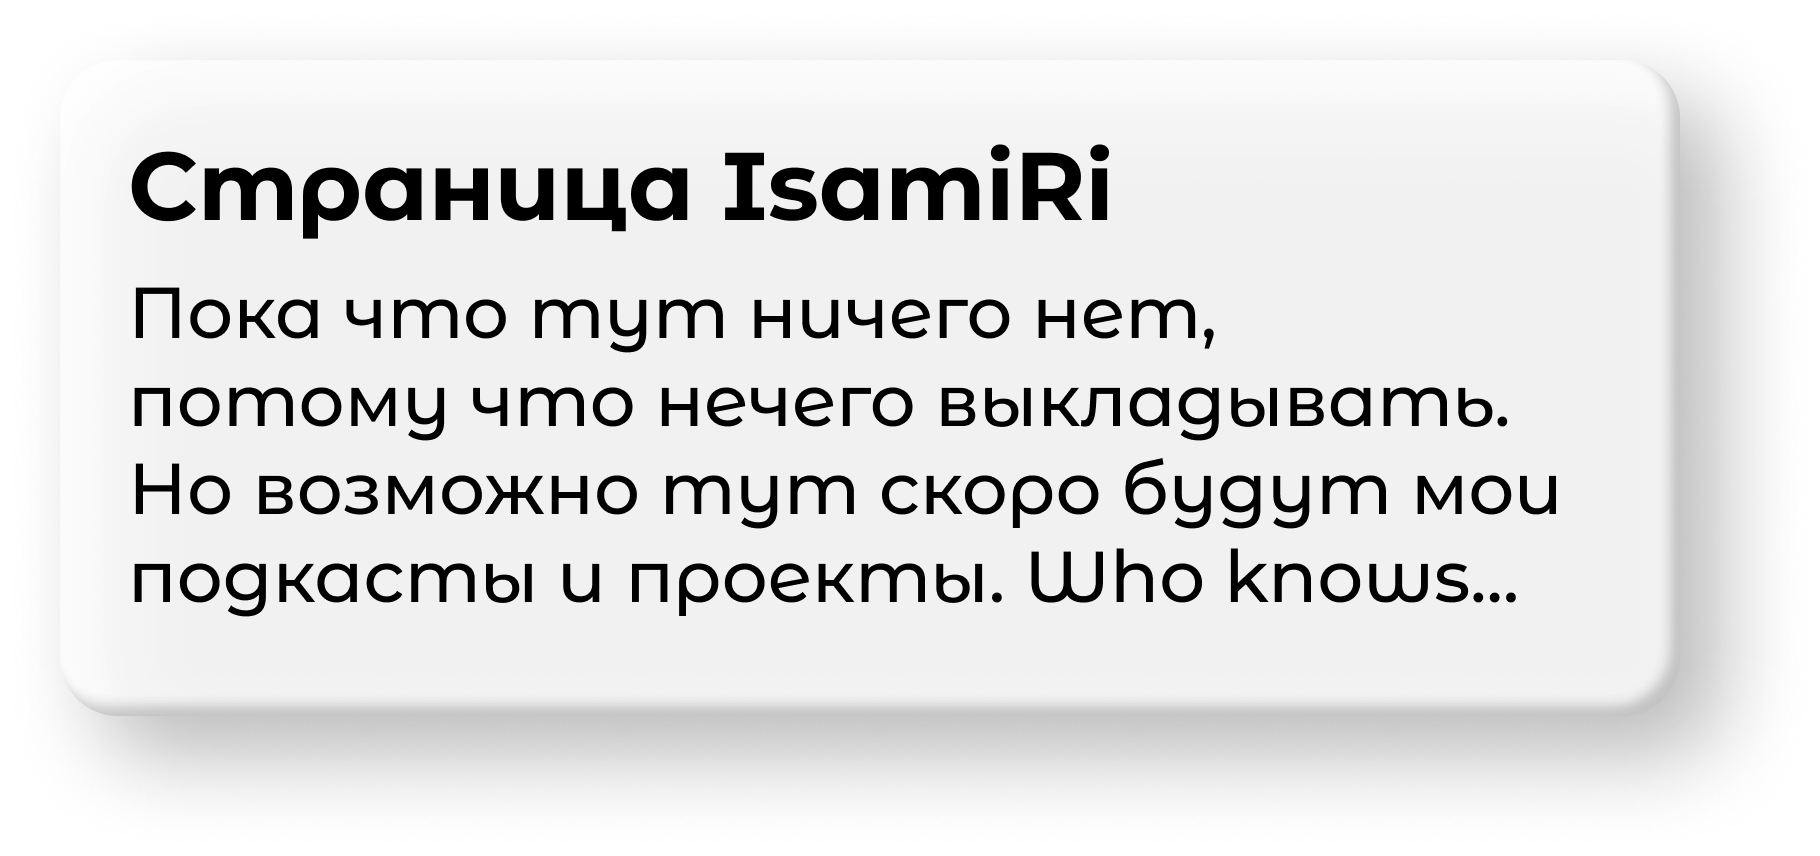 Страница IsamiRi
Пока что тут ничего нет,
потому что нечего выкладывать.
Но возможно тут скоро будут мои
подкасты и проекты. Who knows...